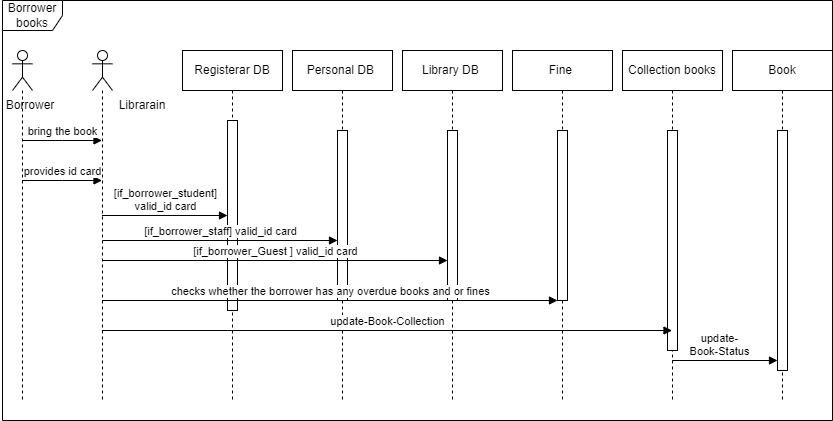 Borrower
books
Registerar DB
Personal DB
Library DB
Fine
Collection books
Book
Borrower
Librarain
bring the book
provides id card
[if_borrower_student]
valid_id card
[if_borrower_staff] valid_id card
[if_borrower_Guest ] valid_id card
checks whether the borrower has any overdue books and or fines
update-Book-Collection
update-
Book-Status